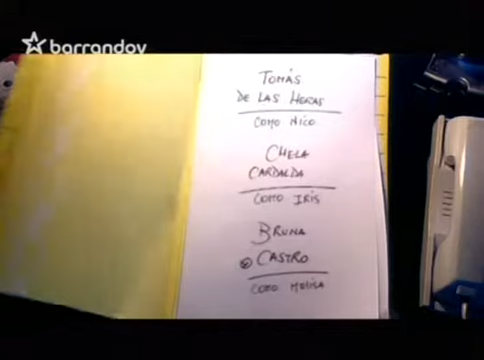 barrandov
TOMÁS
DE LAS HERAS
COMO NICO
CHELA
CARDALDA
COMO IRIS
BRUNA
CASTRO
COMO MELISA